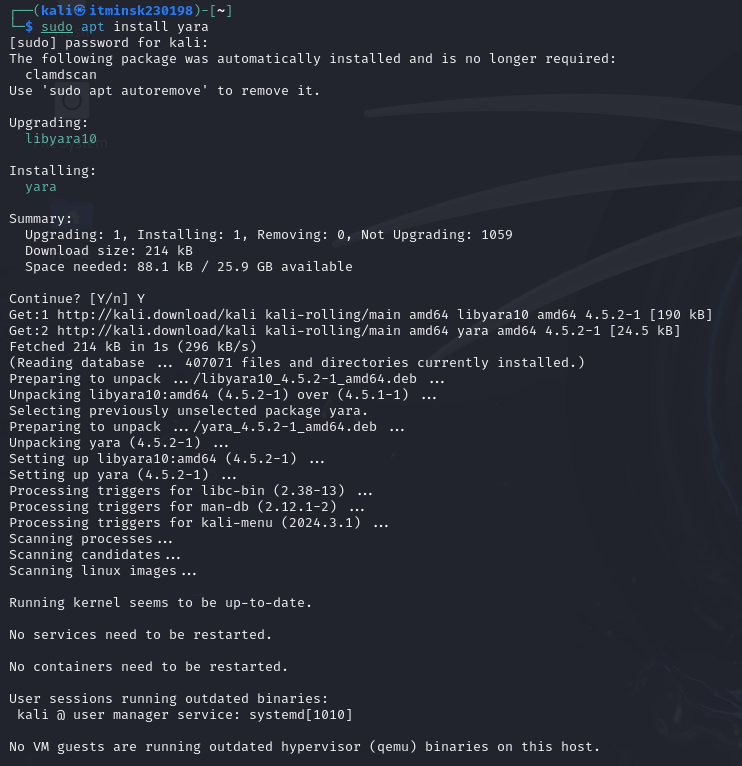 ┌──(kali㉿itminsk230198)-[~]
└─$ sudo apt install yara
[sudo] password for kali:
The following package was automatically installed and is no longer required:
  clamdscan
Use 'sudo apt autoremove' to remove it.

Upgrading:
  libyara10

Installing:
  yara

Summary:
  Upgrading: 1, Installing: 1, Removing: 0, Not Upgrading: 1059
  Download size: 214 kB
  Space needed: 88.1 kB / 25.9 GB available

Continue? [Y/n] Y
Get:1 http://kali.download/kali kali-rolling/main amd64 libyara10 amd64 4.5.2-1 [190 kB]
Get:2 http://kali.download/kali kali-rolling/main amd64 yara amd64 4.5.2-1 [24.5 kB]
Fetched 214 kB in 1s (296 kB/s)
(Reading database ... 407071 files and directories currently installed.)
Preparing to unpack .../libyara10_4.5.2-1_amd64.deb ...
Unpacking libyara10:amd64 (4.5.2-1) over (4.5.1-1) ...
Selecting previously unselected package yara.
Preparing to unpack .../yara_4.5.2-1_amd64.deb ...
Unpacking yara (4.5.2-1) ...
Setting up libyara10:amd64 (4.5.2-1) ...
Setting up yara (4.5.2-1) ...
Processing triggers for libc-bin (2.38-13) ...
Processing triggers for man-db (2.12.1-2) ...
Processing triggers for kali-menu (2024.3.1) ...
Scanning processes...
Scanning candidates...
Scanning linux images...

Running kernel seems to be up-to-date.

No services need to be restarted.

No containers need to be restarted.

User sessions running outdated binaries:
 kali @ user manager service: systemd[1010]

No VM guests are running outdated hypervisor (qemu) binaries on this host.